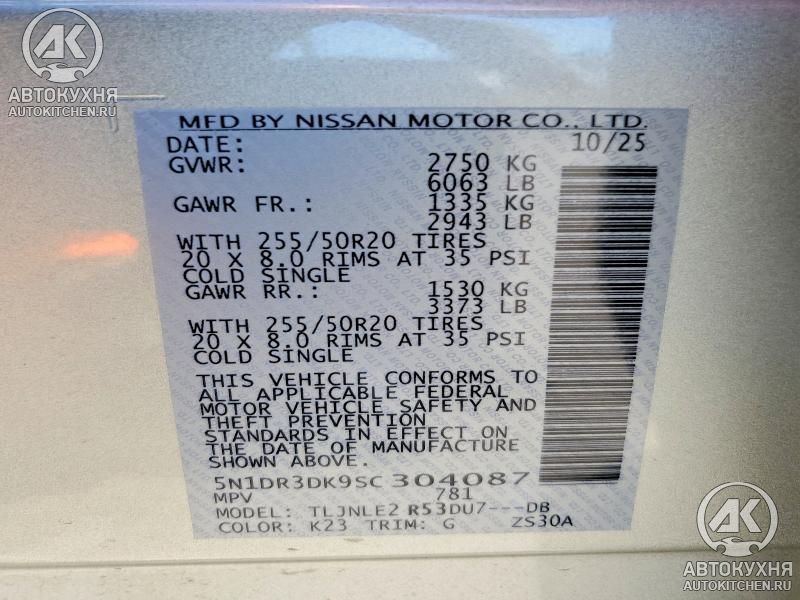 АК
АВТОКУХНЯ
AUTOKITCHEN.RU
MFD BY NISSAN MOTOR CO., LTD.
DATE: 10/25
GVWR: 2750 KG
6063 LB
GAWR FR.: 1335 KG
2943 LB
WITH 255/50R20 TIRES
20 X 8.0 RIMS AT 35 PSI
COLD SINGLE
GAWR RR.: 1530 KG
3373 LB
WITH 255/50R20 TIRES
20 X 8.0 RIMS AT 35 PSI
COLD SINGLE
THIS VEHICLE CONFORMS TO
ALL APPLICABLE FEDERAL
MOTOR VEHICLE SAFETY AND
THEFT PREVENTION
STANDARDS IN EFFECT ON
THE DATE OF MANUFACTURE
SHOWN ABOVE.
5N1DR3DK9SC304087
MPV 781
MODEL: TLJNLE2 R53DU7---DB
COLOR: K23 TRIM: G ZS30A
АК
АВТОКУХНЯ
AUTOKITCHEN.RU